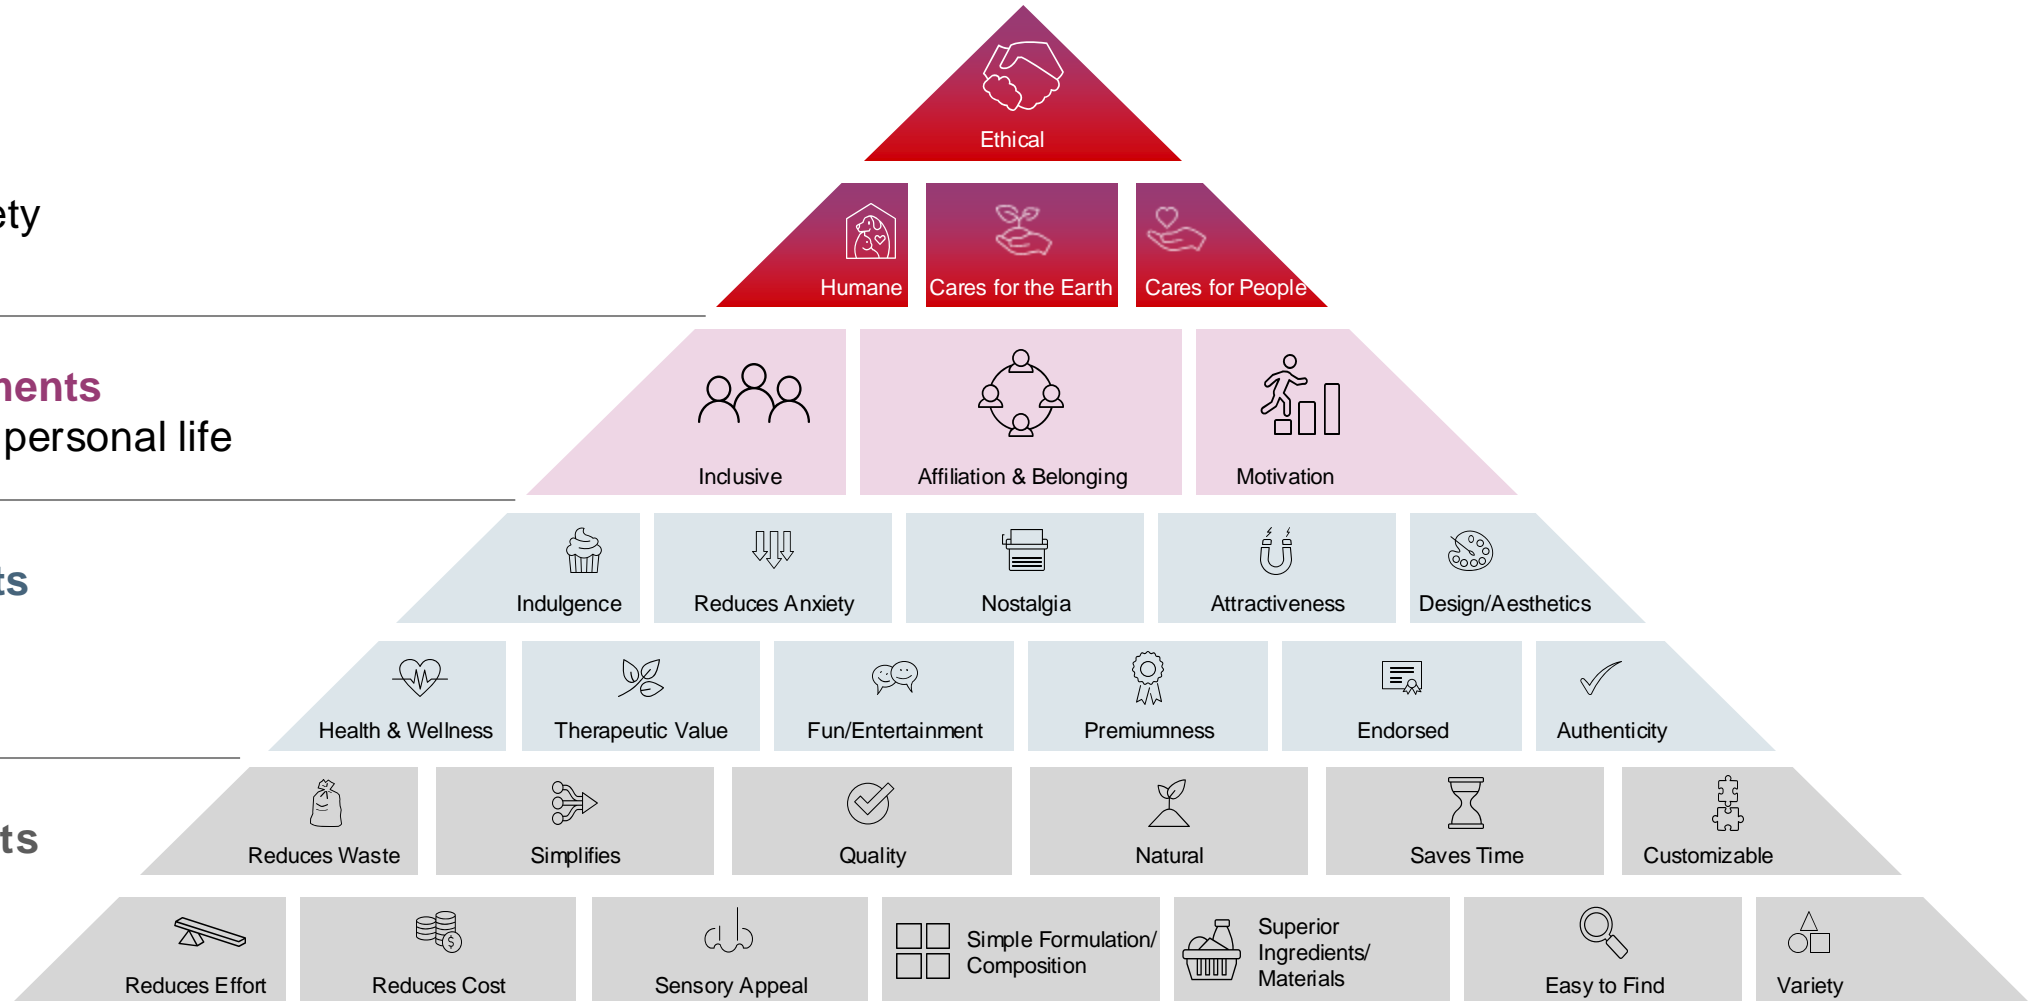 Ethical
ety
Humane
Cares for the Earth
Cares for People
nents
personal life
Inclusive
Affiliation & Belonging
Motivation
ts
Indulgence
Reduces Anxiety
Nostalgia
Attractiveness
Design/Aesthetics
Health & Wellness
Therapeutic Value
Fun/Entertainment
Premiumness
Endorsed
Authenticity
ts
Reduces Waste
Simplifies
Quality
Natural
Saves Time
Customizable
Reduces Effort
Reduces Cost
Sensory Appeal
Simple Formulation/
Composition
Superior
Ingredients/
Materials
Easy to Find
Variety